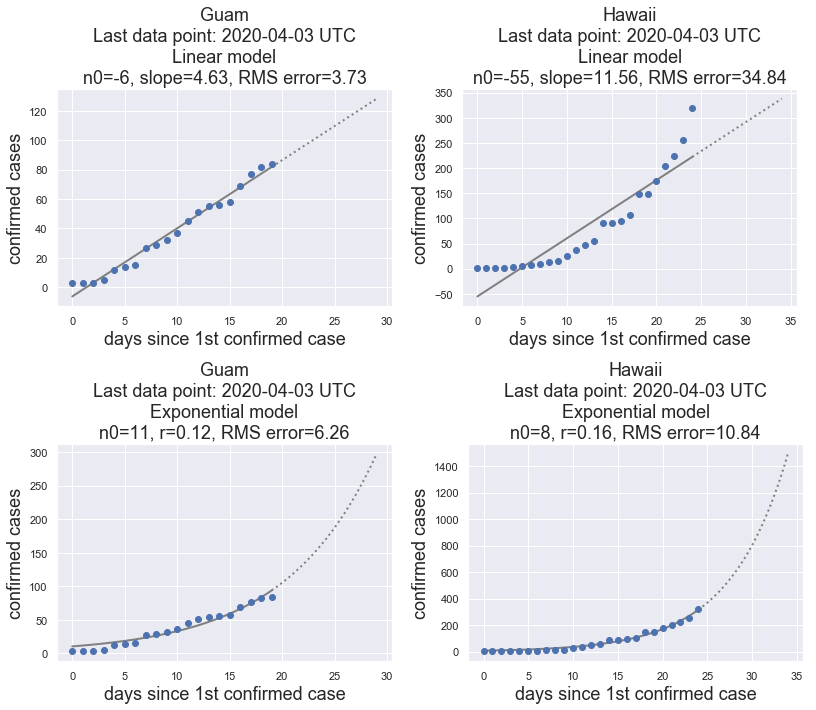 Guam
Last data point: 2020-04-03 UTC
Linear model
n0=-6, slope=4.63, RMS error=3.73
120
100
80
60
40
20
0
confirmed cases
0 5 10 15 20 25 30
days since 1st confirmed case
Hawaii
Last data point: 2020-04-03 UTC
Linear model
n0=-55, slope=11.56, RMS error=34.84
350
300
250
200
150
100
50
0
−50
confirmed cases
0 5 10 15 20 25 30 35
days since 1st confirmed case
Guam
Last data point: 2020-04-03 UTC
Exponential model
n0=11, r=0.12, RMS error=6.26
300
250
200
150
100
50
0
confirmed cases
0 5 10 15 20 25 30
days since 1st confirmed case
Hawaii
Last data point: 2020-04-03 UTC
Exponential model
n0=8, r=0.16, RMS error=10.84
1400
1200
1000
800
600
400
200
0
confirmed cases
0 5 10 15 20 25 30 35
days since 1st confirmed case